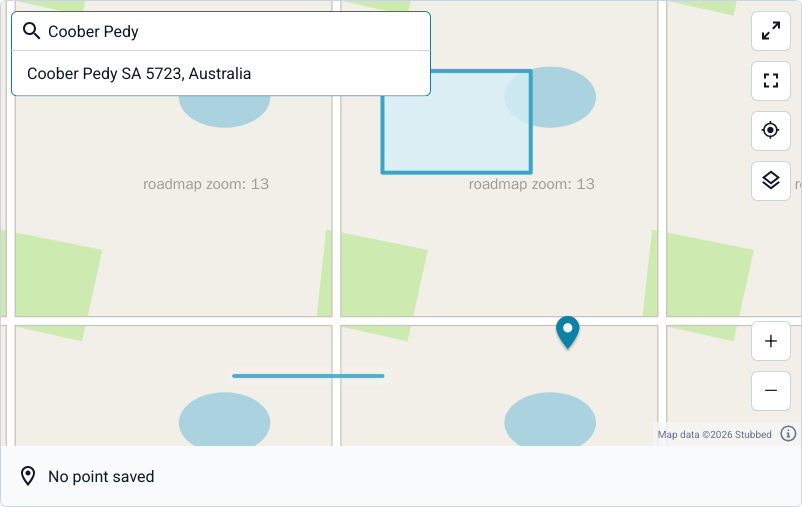 Coober Pedy
Coober Pedy SA 5723, Australia
roadmap zoom: 13
roadmap zoom: 13
Map data ©2026 Stubbed
No point saved